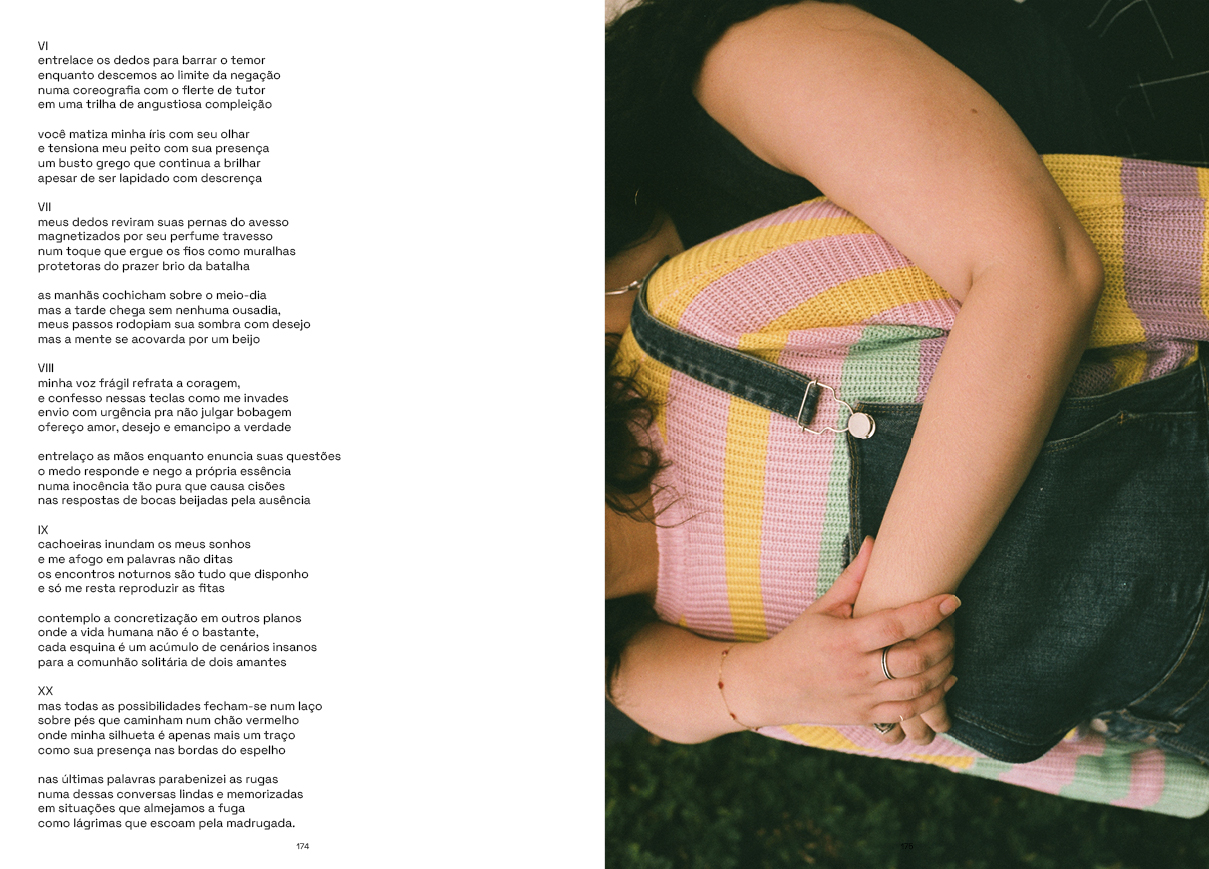 VI
entrelace os dedos para barrar o temor
enquanto descemos ao limite da negação
numa coreografia com o flerte de tutor
em uma trilha de angustiosa compleição
você matiza minha íris com seu olhar
e tensiona meu peito com sua presença
um busto grego que continua a brilhar
apesar de ser lapidado com descrença
VII
meus dedos reviram suas pernas do avesso
magnetizados por seu perfume travesso
num toque que ergue os fios como muralhas
protetoras do prazer brio da batalha
as manhãs cochicham sobre o meio-dia
mas a tarde chega sem nenhuma ousadia,
meus passos rodopiam sua sombra com desejo
mas a mente se acovarda por um beijo
VIII
minha voz frágil refrata a coragem,
e confesso nessas teclas como me invades
envio com urgência pra não julgar bobagem
ofereço amor, desejo e emancipo a verdade
entrelaço as mãos enquanto enuncia suas questões
o medo responde e nego a própria essência
numa inocência tão pura que causa cisões
nas respostas de bocas beijadas pela ausência
IX
cachoeiras inundam os meus sonhos
e me afogo em palavras não ditas
os encontros noturnos são tudo que disponho
e só me resta reproduzir as fitas
contemplo a concretização em outros planos
onde a vida humana não é o bastante,
cada esquina é um acúmulo de cenários insanos
para a comunhão solitária de dois amantes
XX
mas todas as possibilidades fecham-se num laço
sobre pés que caminham num chão vermelho
onde minha silhueta é apenas mais um traço
como sua presença nas bordas do espelho
nas últimas palavras parabenizei as rugas
numa dessas conversas lindas e memorizadas
em situações que almejamos a fuga
como lágrimas que escoam pela madrugada.
174
175